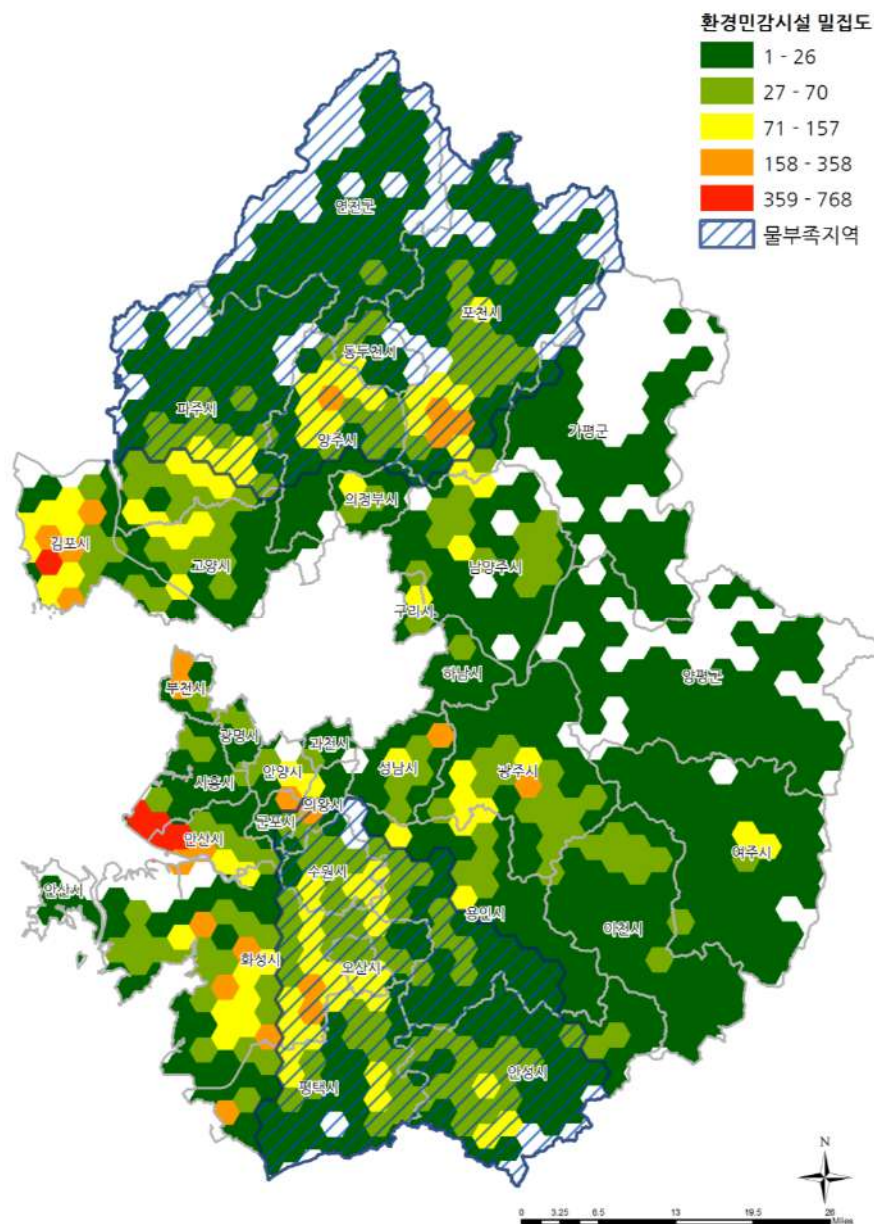 환경민감시설 밀집도
1 - 26
27 - 70
71 - 157
158 - 358
359 - 768
물부족지역
연천군
포천시
동두천시
파주시
양주시
가평군
의정부시
김포시
고양시
남양주시
구리시
하남시
양평군
부천시
광명시
과천시
시흥시
안양시
성남시
광주시
의왕시
군포시
안산시
수원시
여주시
안산시
용인시
이천시
화성시
오산시
평택시
안성시
N
0 3.25 6.5 13 19.5 26
Miles